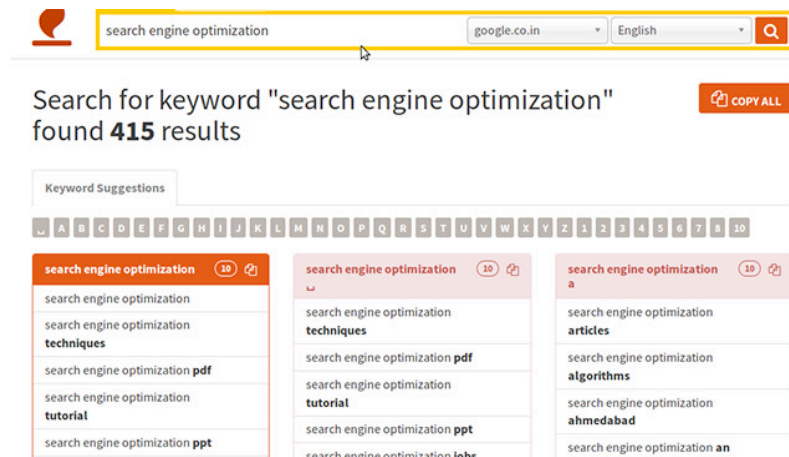 search engine optimization
google.co.in
English
Search for keyword "search engine optimization"
found 415 results
COPY ALL
Keyword Suggestions
␣ A B C D E F G H I J K L M N O P Q R S T U V W X Y Z 1 2 3 4 5 6 7 8 10
search engine optimization 10
search engine optimization
search engine optimization
techniques
search engine optimization pdf
search engine optimization
tutorial
search engine optimization ppt
search engine optimization 10
␣
search engine optimization
techniques
search engine optimization pdf
search engine optimization
tutorial
search engine optimization ppt
search engine optimization jobs
search engine optimization 10
a
search engine optimization
articles
search engine optimization
algorithms
search engine optimization
ahmedabad
search engine optimization an